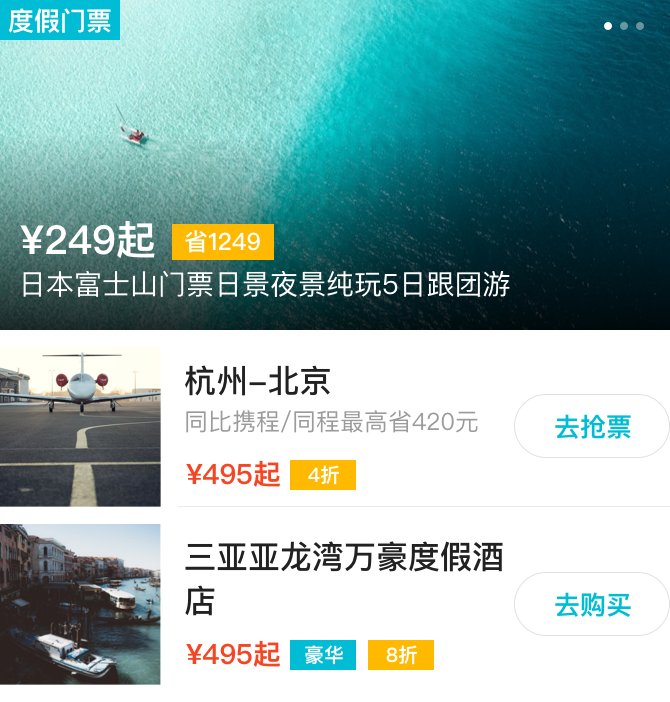 度假门票
¥249起 省1249
日本富士山门票日景夜景纯玩5日跟团游
杭州–北京
同比携程/同程最高省420元
去抢票
¥495起 4折
三亚亚龙湾万豪度假酒
店
去购买
¥495起 豪华 8折